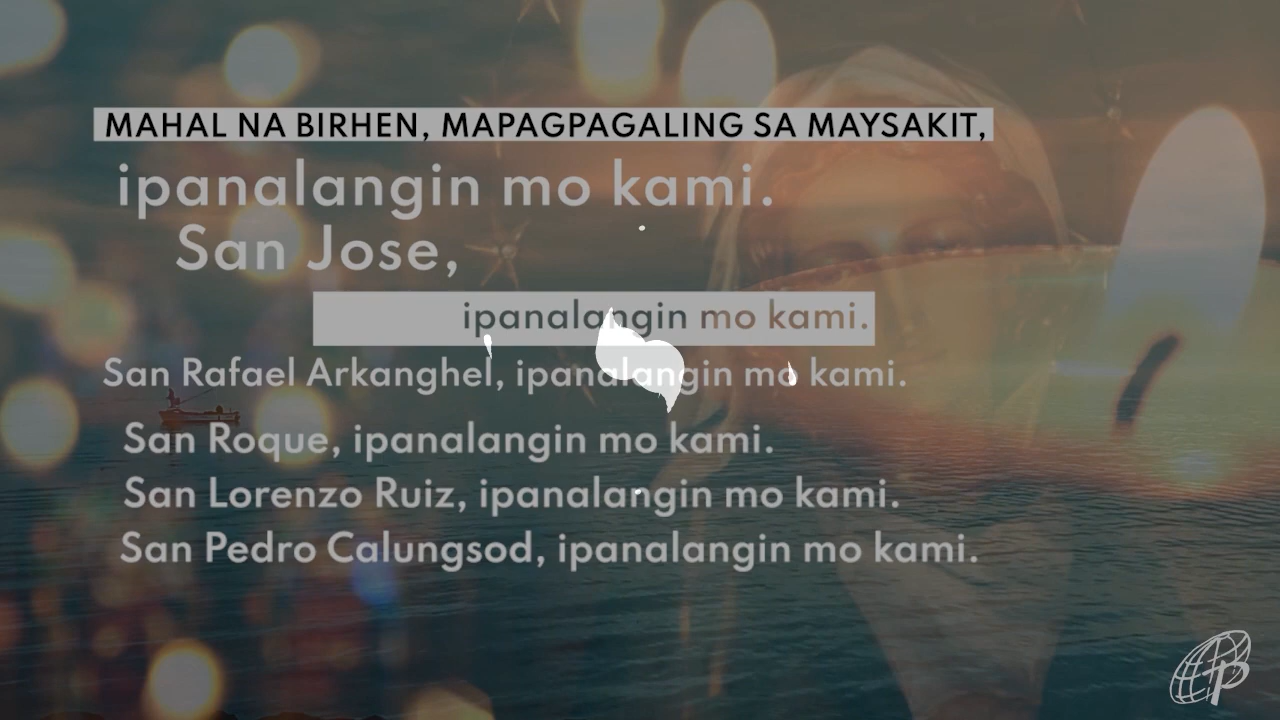 MAHAL NA BIRHEN, MAPAGPAGALING SA MAYSAKIT,
ipanalangin mo kami.
San Jose,
ipanalangin mo kami.
San Rafael Arkanghel, ipanalangin mo kami.
San Roque, ipanalangin mo kami.
San Lorenzo Ruiz, ipanalangin mo kami.
San Pedro Calungsod, ipanalangin mo kami.